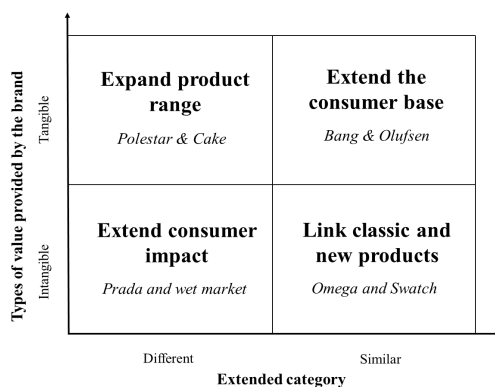 Types of value provided by the brand
Tangible
Intangible
Expand product
range
Polestar & Cake
Extend the
consumer base
Bang & Olufsen
Extend consumer
impact
Prada and wet market
Link classic and
new products
Omega and Swatch
Different
Similar
Extended category